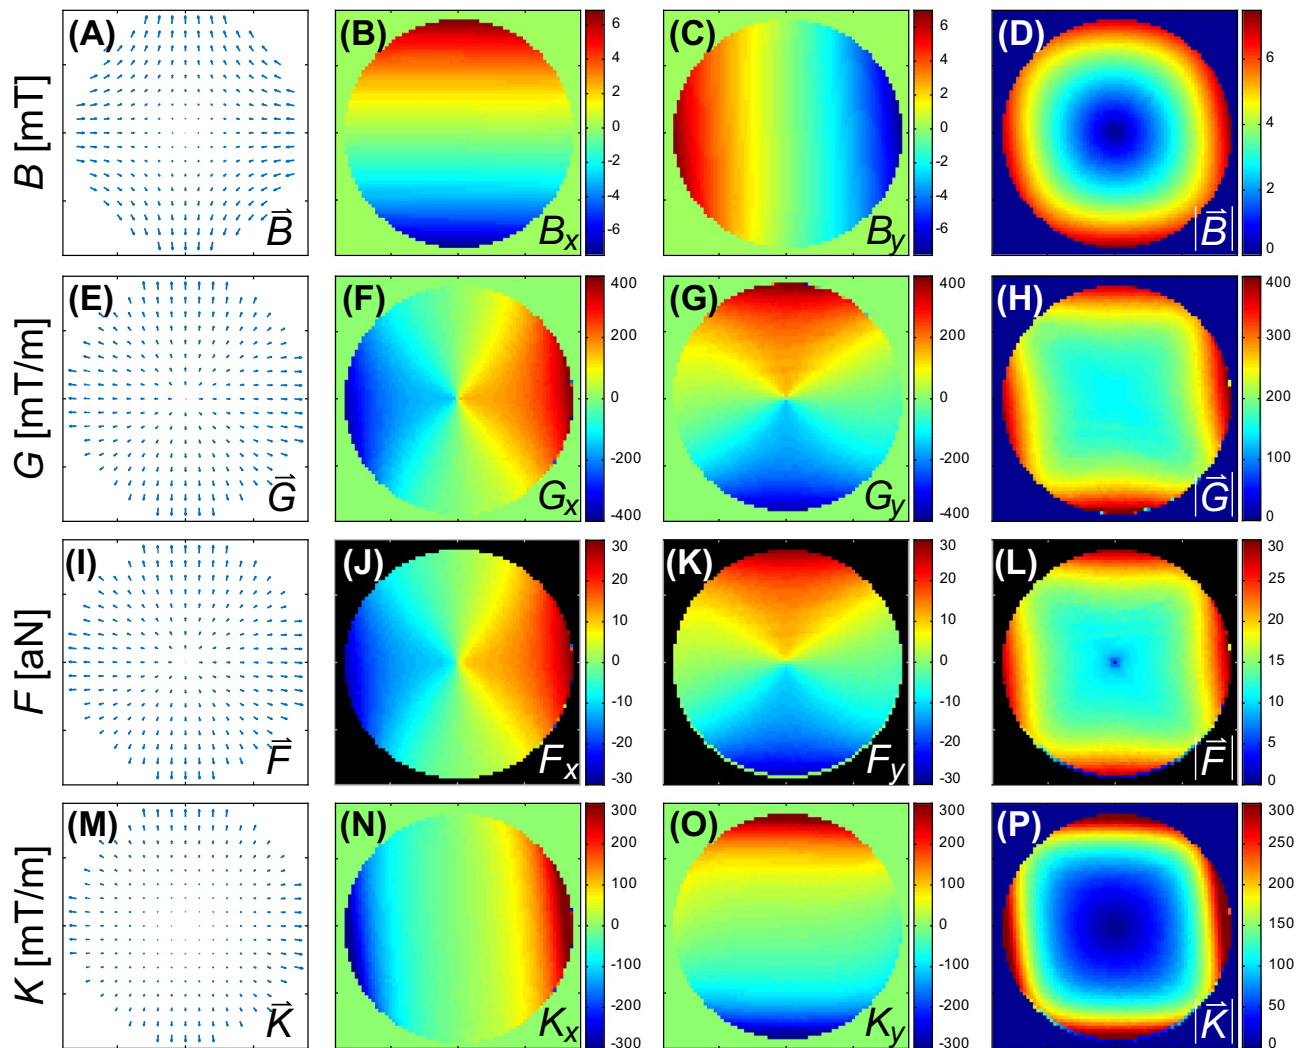 B [mT]
(A)
B⃗
(B)
Bx
6
4
2
0
-2
-4
-6
(C)
By
6
4
2
0
-2
-4
-6
(D)
|B⃗|
6
4
2
0
G [mT/m]
(E)
G⃗
(F)
Gx
400
200
0
-200
-400
(G)
Gy
400
200
0
-200
-400
(H)
|G⃗|
400
300
200
100
0
F [aN]
(I)
F⃗
(J)
Fx
30
20
10
0
-10
-20
-30
(K)
Fy
30
20
10
0
-10
-20
-30
(L)
|F⃗|
30
25
20
15
10
5
0
K [mT/m]
(M)
K⃗
(N)
Kx
300
200
100
0
-100
-200
-300
(O)
Ky
300
200
100
0
-100
-200
-300
(P)
|K⃗|
300
250
200
150
100
50
0